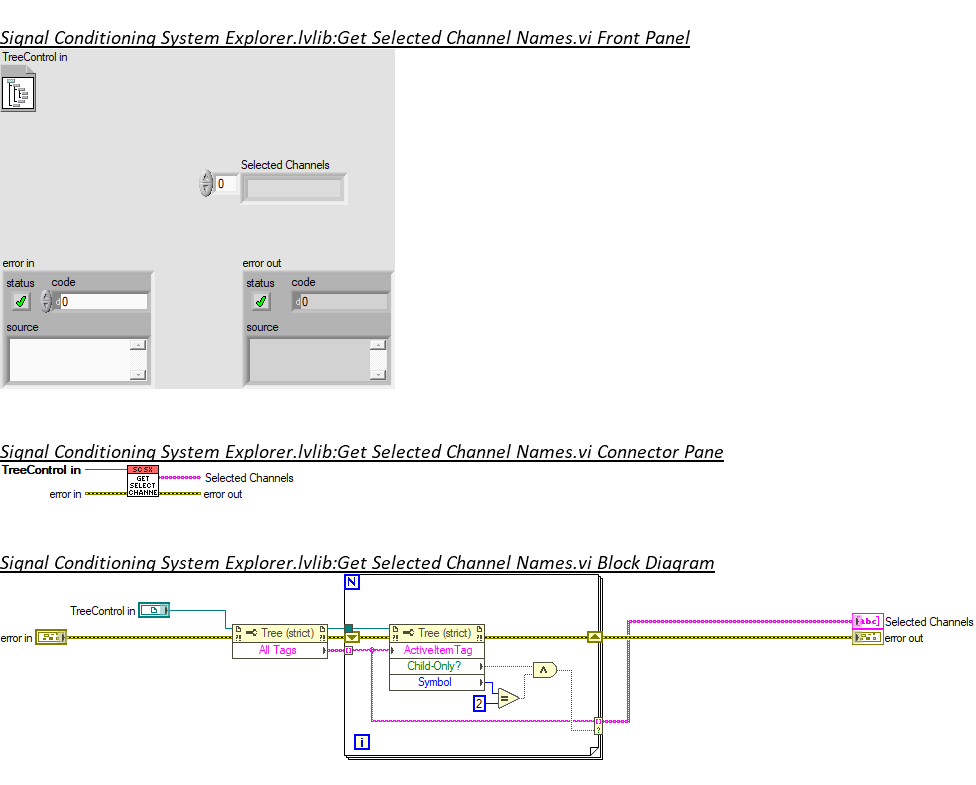 Signal Conditioning System Explorer.lvlib:Get Selected Channel Names.vi Front Panel
TreeControl in
Selected Channels
0
error in
error out
status code
status code
d0
d0
source
source
Signal Conditioning System Explorer.lvlib:Get Selected Channel Names.vi Connector Pane
TreeControl in
SCSX
GET
SELECT
CHANNE
Selected Channels
error in
error out
Signal Conditioning System Explorer.lvlib:Get Selected Channel Names.vi Block Diagram
N
TreeControl in
error in
Tree (strict)
All Tags
Tree (strict)
ActiveItemTag
Child-Only?
Symbol
2
=
∧
i
?
abc
Selected Channels
error out